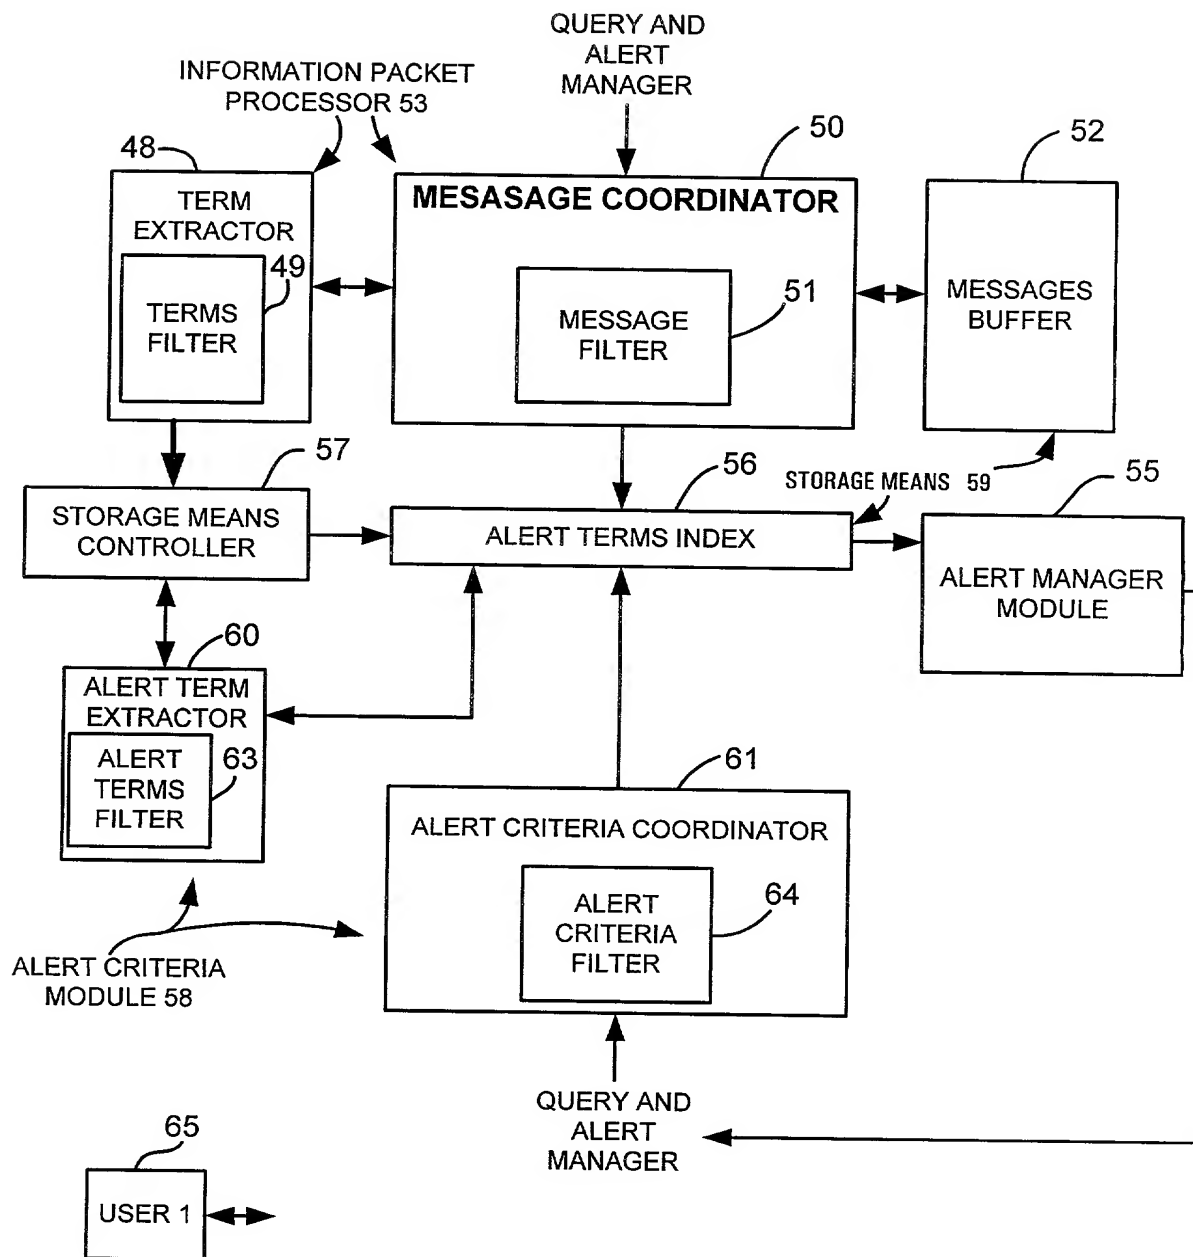 QUERY AND
ALERT
MANAGER
INFORMATION PACKET
PROCESSOR 53
48
50
52
TERM
EXTRACTOR
49
TERMS
FILTER
MESASAGE COORDINATOR
51
MESSAGE
FILTER
MESSAGES
BUFFER
57
56
STORAGE MEANS 59
55
STORAGE MEANS
CONTROLLER
ALERT TERMS INDEX
ALERT MANAGER
MODULE
60
ALERT TERM
EXTRACTOR
ALERT
TERMS
FILTER
63
61
ALERT CRITERIA COORDINATOR
ALERT
CRITERIA
FILTER
64
ALERT CRITERIA
MODULE 58
QUERY AND
ALERT
MANAGER
65
USER 1